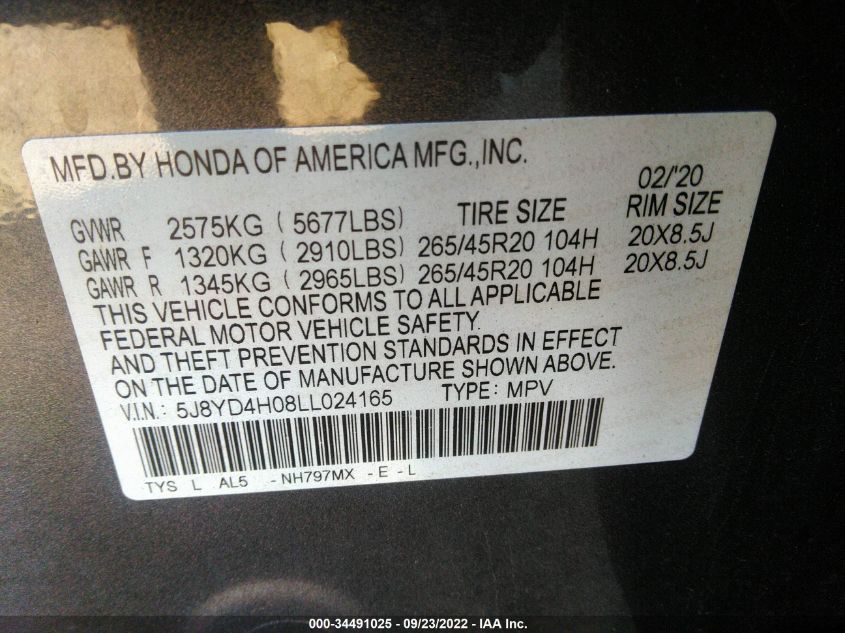 MFD.BY HONDA OF AMERICA MFG.,INC.
02/'20
GVWR 2575KG (5677LBS) TIRE SIZE RIM SIZE
GAWR F 1320KG (2910LBS) 265/45R20 104H 20X8.5J
GAWR R 1345KG (2965LBS) 265/45R20 104H 20X8.5J
THIS VEHICLE CONFORMS TO ALL APPLICABLE
FEDERAL MOTOR VEHICLE SAFETY
AND THEFT PREVENTION STANDARDS IN EFFECT
ON THE DATE OF MANUFACTURE SHOWN ABOVE.
V.I.N.: 5J8YD4H08LL024165 TYPE: MPV
TYS L AL5 -NH797MX -E-L
000-34491025 - 09/23/2022 - IAA Inc.